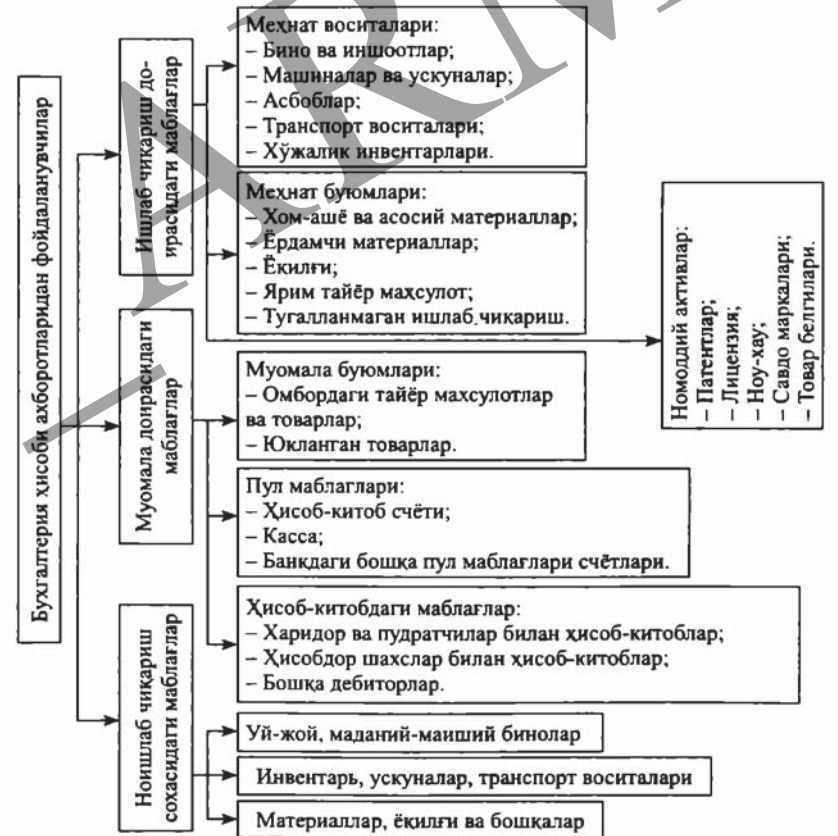 Бухгалтерия ҳисоби ахборотларидан фойдаланувчилар
Ишлаб чиқариш до-
ирасидаги маблағлар
Меҳнат воситалари:
– Бино ва иншоотлар;
– Машиналар ва ускуналар;
– Асбоблар;
– Транспорт воситалари;
– Хўжалик инвентарлари.
Меҳнат буюмлари:
– Хом-ашё ва асосий материаллар;
– Ёрдамчи материаллар;
– Ёкилғи;
– Ярим тайёр маҳсулот;
– Тугалланмаган ишлаб чиқариш.
Номоддий активлар:
– Патентлар;
– Лицензия;
– Ноу-хау;
– Савдо маркалари;
– Товар белгилари.
Муомала доирасидаги
маблағлар
Муомала буюмлари:
– Омбордаги тайёр махсулотлар
ва товарлар;
– Юкланган товарлар.
Пул маблаглари:
– Ҳисоб-китоб счёти;
– Касса;
– Банкдаги бошқа пул маблағлари счётлари.
Ҳисоб-китобдаги маблағлар:
– Харидор ва пудратчилар билан ҳисоб-китоблар;
– Ҳисобдор шахслар билан ҳисоб-китоблар;
– Бошқа дебиторлар.
Ноишлаб чиқариш
соҳасидаги маблағлар
Уй-жой, маданий-маиший бинолар
Инвентарь, ускуналар, транспорт воситалари
Материаллар, ёқилғи ва бошқалар